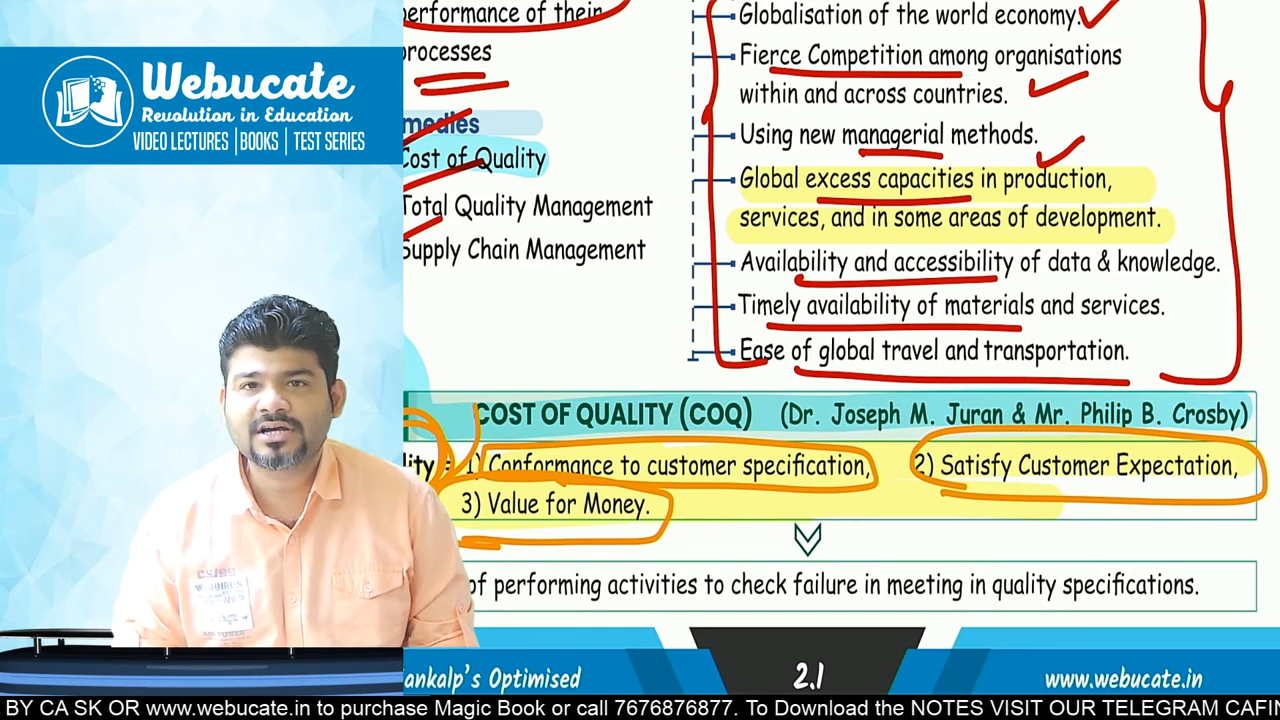 Webucate
Revolution in Education
VIDEO LECTURES | BOOKS | TEST SERIES
performance of their
processes
medies
Cost of Quality
Total Quality Management
Supply Chain Management
Globalisation of the world economy.
Fierce Competition among organisations
within and across countries.
Using new managerial methods.
Global excess capacities in production,
services, and in some areas of development.
Availability and accessibility of data & knowledge.
Timely availability of materials and services.
Ease of global travel and transportation.
COST OF QUALITY (COQ) (Dr. Joseph M. Juran & Mr. Philip B. Crosby)
lity = 1) Conformance to customer specification, 2) Satisfy Customer Expectation,
3) Value for Money.
of performing activities to check failure in meeting in quality specifications.
ankalp's Optimised
2.1
www.webucate.in
BY CA SK OR www.webucate.in to purchase Magic Book or call 7676876877. To Download the NOTES VISIT OUR TELEGRAM CAFIN